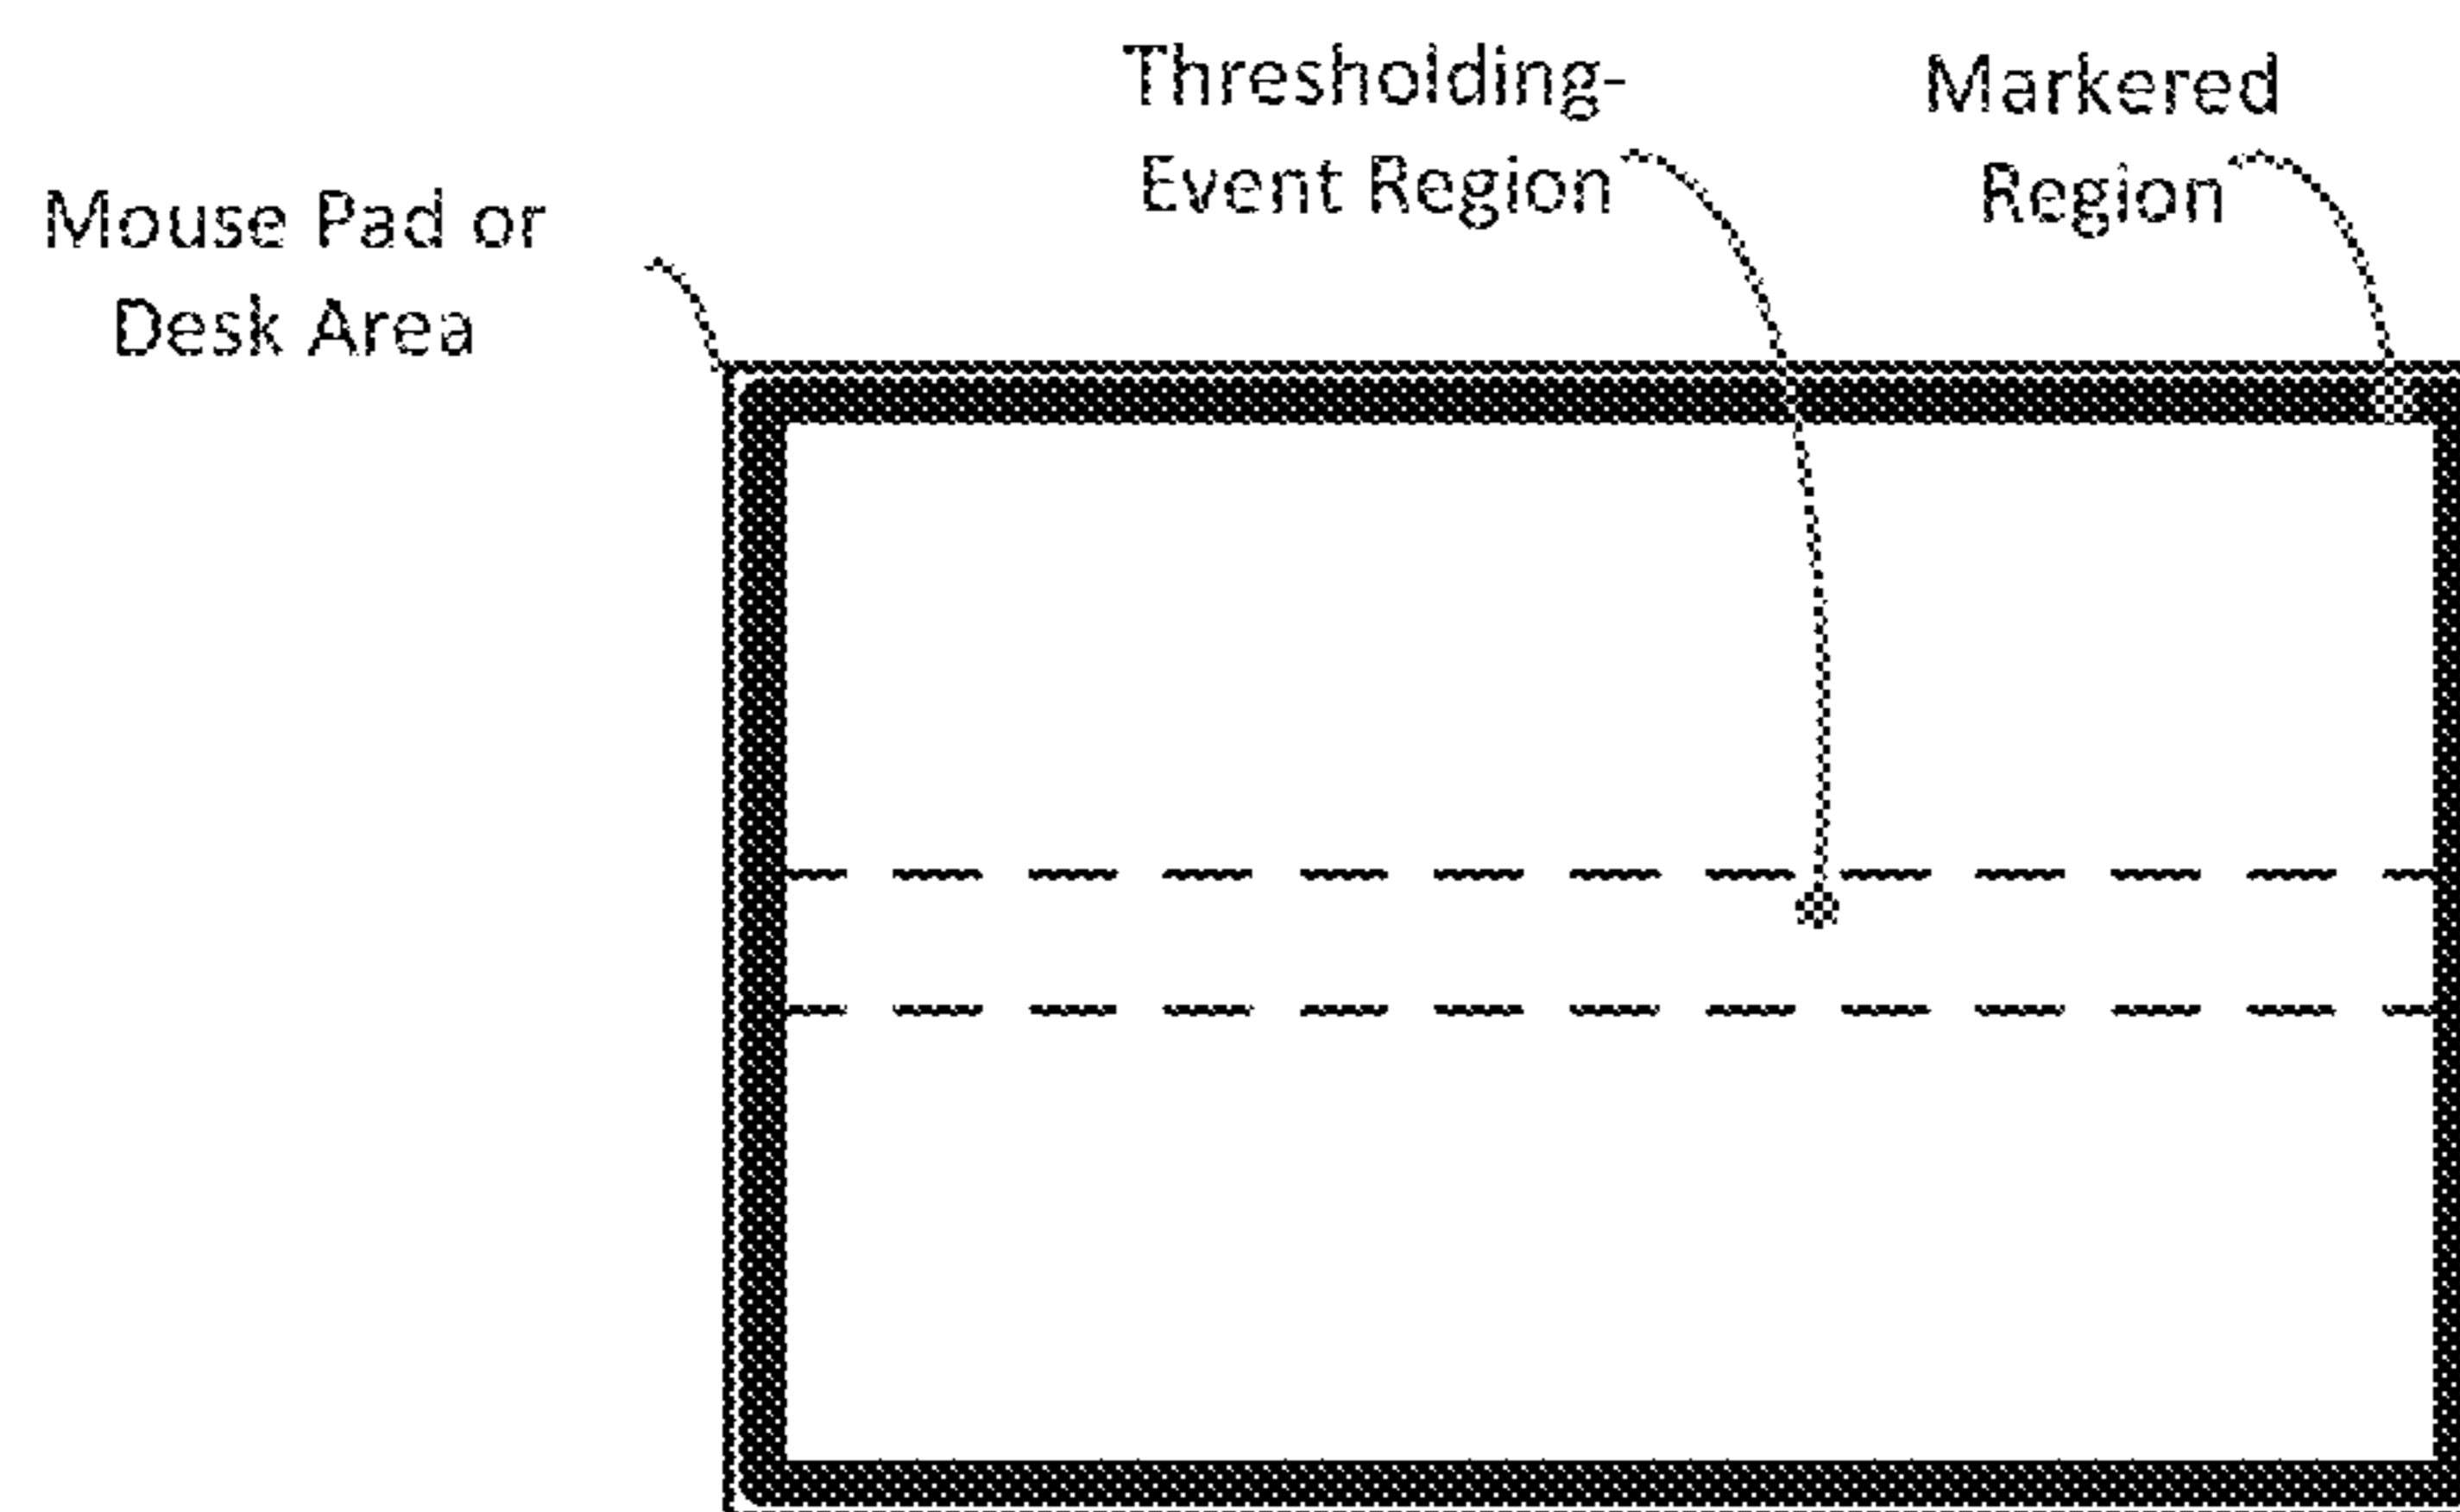 Mouse Pad or
Desk Area
Thresholding-
Event Region
Markered
Region